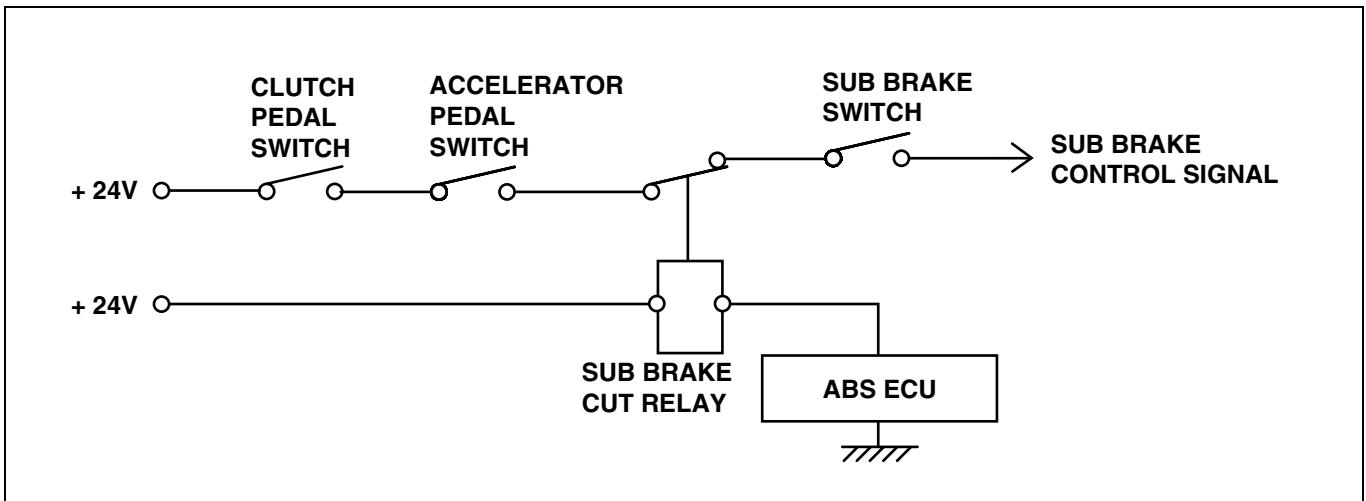 CLUTCH
PEDAL
SWITCH
ACCELERATOR
PEDAL
SWITCH
SUB BRAKE
SWITCH
SUB BRAKE
CONTROL SIGNAL
+ 24V
+ 24V
SUB BRAKE
CUT RELAY
ABS ECU